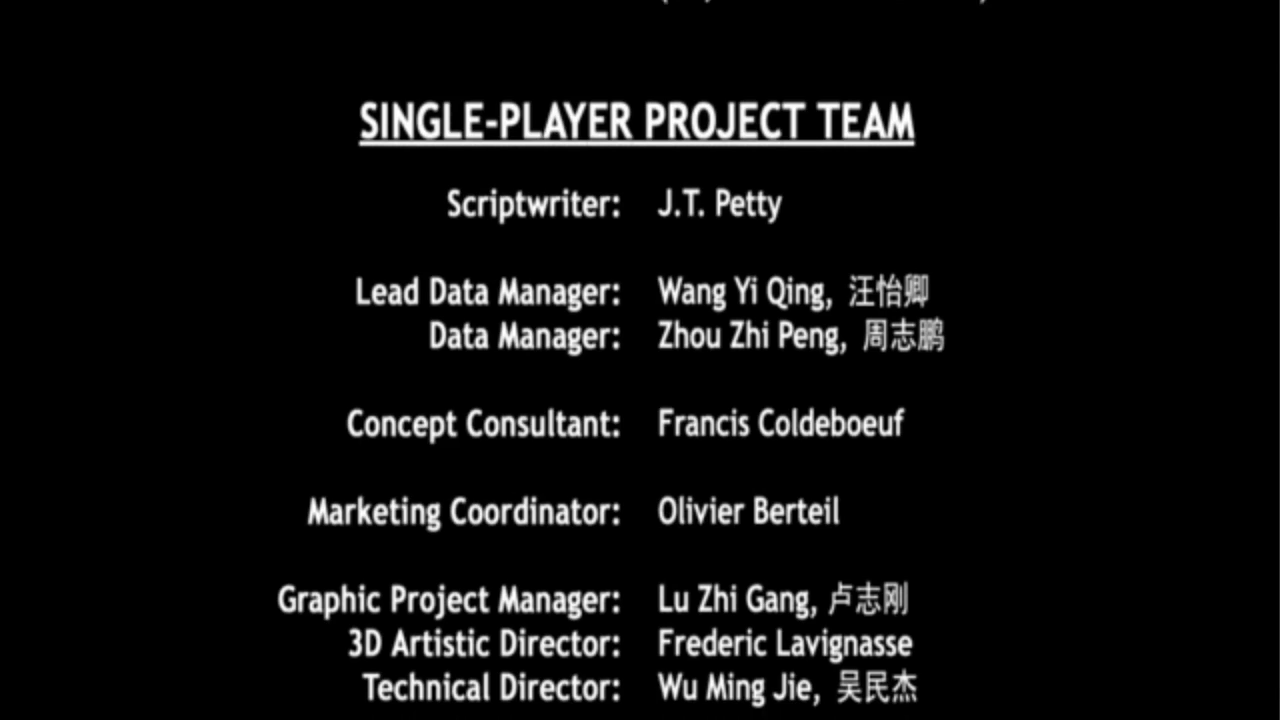 SINGLE-PLAYER PROJECT TEAM
Scriptwriter: J.T. Petty
Lead Data Manager: Wang Yi Qing, 汪怡卿
Data Manager: Zhou Zhi Peng, 周志鹏
Concept Consultant: Francis Coldeboeuf
Marketing Coordinator: Olivier Berteil
Graphic Project Manager: Lu Zhi Gang, 卢志刚
3D Artistic Director: Frederic Lavignasse
Technical Director: Wu Ming Jie, 吴民杰